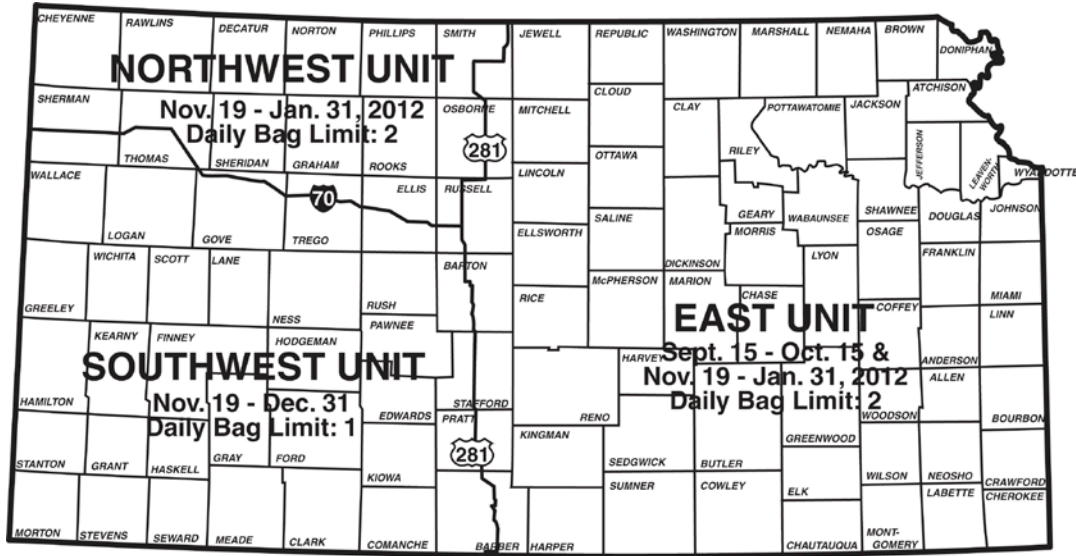 CHEYENNE
RAWLINS
DECATUR
NORTON
PHILLIPS
SMITH
JEWELL
REPUBLIC
WASHINGTON
MARSHALL
NEMAHA
BROWN
DONIPHAN
NORTHWEST UNIT
Nov. 19 - Jan. 31, 2012
Daily Bag Limit: 2
SHERMAN
THOMAS
SHERIDAN
GRAHAM
ROOKS
OSBORNE
281
MITCHELL
CLOUD
CLAY
RILEY
POTTAWATOMIE
JACKSON
ATCHISON
JEFFERSON
LEAVEN-
WORTH
WYANDOTTE
WALLACE
LOGAN
GOVE
TREGO
70
ELLIS
RUSSELL
LINCOLN
OTTAWA
SALINE
ELLSWORTH
DICKINSON
GEARY
MORRIS
WABAUNSEE
SHAWNEE
DOUGLAS
JOHNSON
OSAGE
FRANKLIN
MIAMI
LYON
GREELEY
WICHITA
SCOTT
LANE
NESS
RUSH
BARTON
RICE
McPHERSON
MARION
CHASE
COFFEY
ANDERSON
LINN
EAST UNIT
Sept. 15 - Oct. 15 &
Nov. 19 - Jan. 31, 2012
Daily Bag Limit: 2
HAMILTON
KEARNY
FINNEY
HODGEMAN
PAWNEE
SOUTHWEST UNIT
Nov. 19 - Dec. 31
Daily Bag Limit: 1
EDWARDS
STAFFORD
PRATT
281
RENO
HARVEY
KINGMAN
SEDGWICK
BUTLER
GREENWOOD
WOODSON
ALLEN
BOURBON
STANTON
GRANT
HASKELL
GRAY
FORD
KIOWA
SUMNER
COWLEY
ELK
WILSON
NEOSHO
CRAWFORD
LABETTE
CHEROKEE
MORTON
STEVENS
SEWARD
MEADE
CLARK
COMANCHE
BARBER
HARPER
CHAUTAUQUA
MONT-
GOMERY